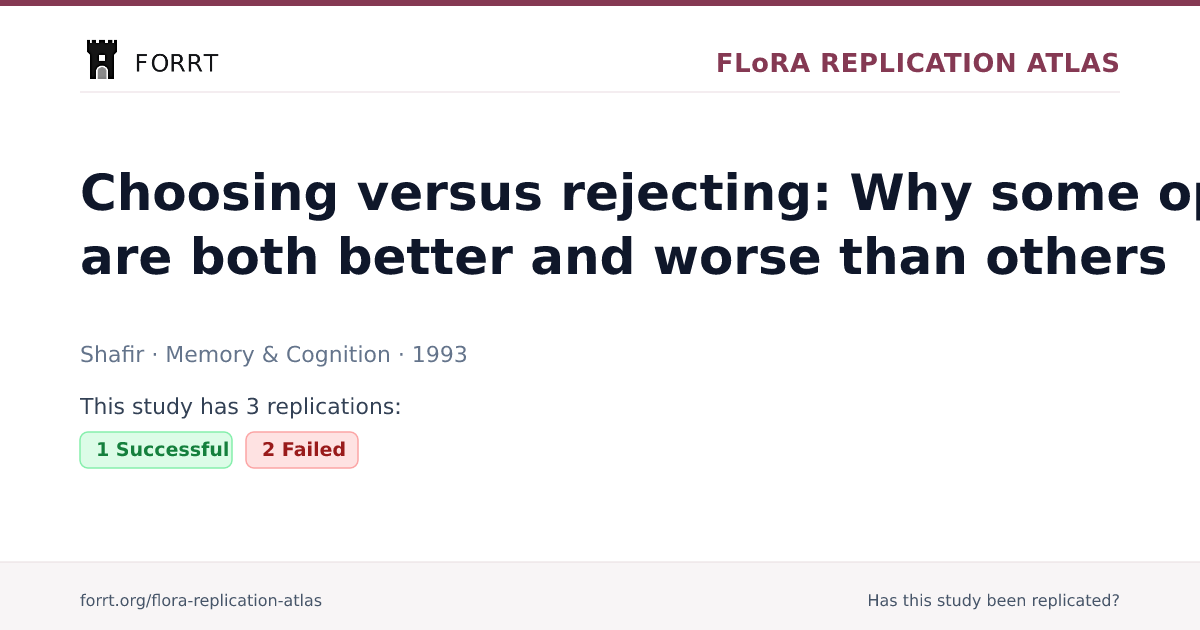 FORRT
FLoRA REPLICATION ATLAS
Choosing versus rejecting: Why some
are both better and worse than others
Shafir · Memory & Cognition · 1993
This study has 3 replications:
1 Successful 2 Failed
forrt.org/flora-replication-atlas
Has this study been replicated?